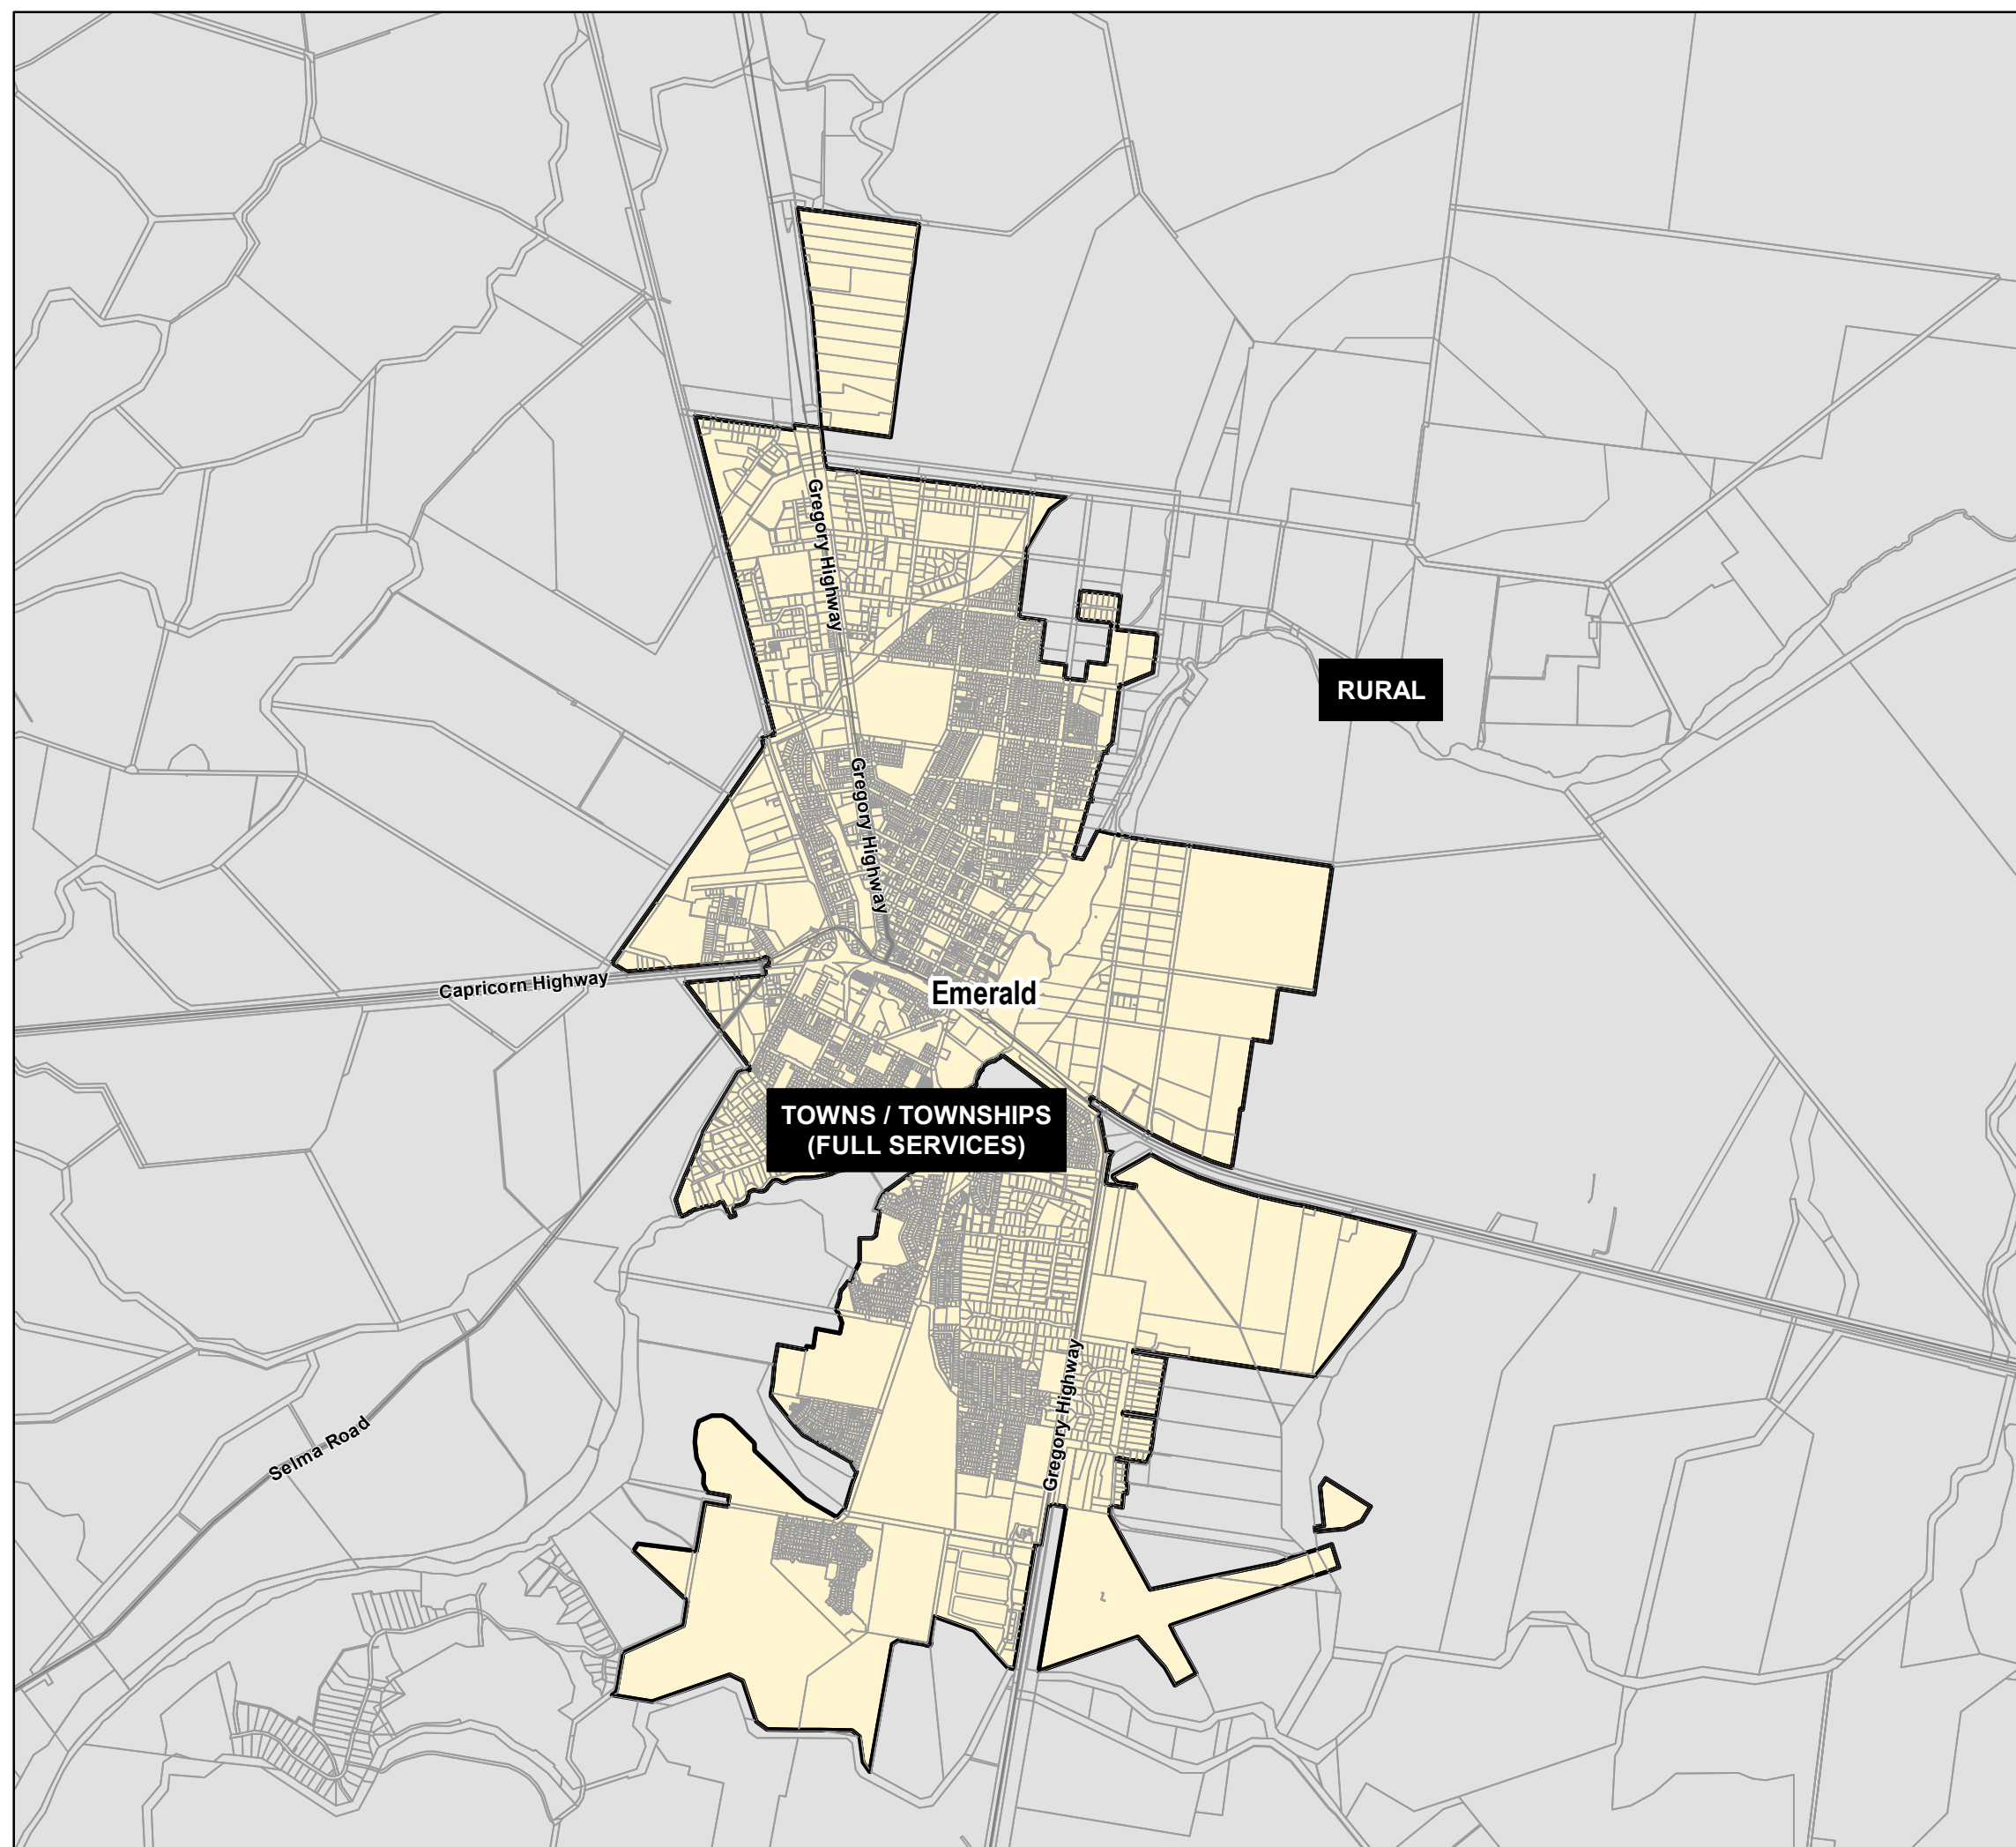 Gregory Highway
RURAL
Gregory Highway
Capricorn Highway
Emerald
TOWNS / TOWNSHIPS
(FULL SERVICES)
Gregory Highway
Selma Road